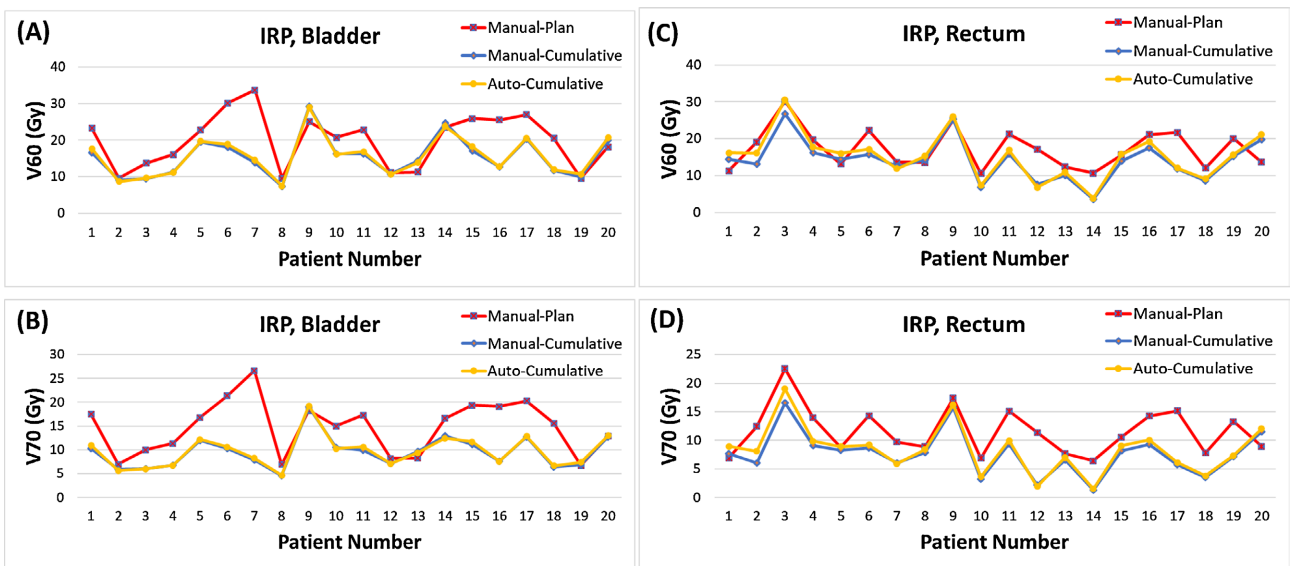 (A)
IRP, Bladder
Manual-Plan
Manual-Cumulative
Auto-Cumulative
V60 (Gy)
40
30
20
10
0
1 2 3 4 5 6 7 8 9 10 11 12 13 14 15 16 17 18 19 20
Patient Number
(C)
IRP, Rectum
Manual-Plan
Manual-Cumulative
Auto-Cumulative
V60 (Gy)
40
30
20
10
0
1 2 3 4 5 6 7 8 9 10 11 12 13 14 15 16 17 18 19 20
Patient Number
(B)
IRP, Bladder
Manual-Plan
Manual-Cumulative
Auto-Cumulative
V70 (Gy)
30
25
20
15
10
5
0
1 2 3 4 5 6 7 8 9 10 11 12 13 14 15 16 17 18 19 20
Patient Number
(D)
IRP, Rectum
Manual-Plan
Manual-Cumulative
Auto-Cumulative
V70 (Gy)
25
20
15
10
5
0
1 2 3 4 5 6 7 8 9 10 11 12 13 14 15 16 17 18 19 20
Patient Number